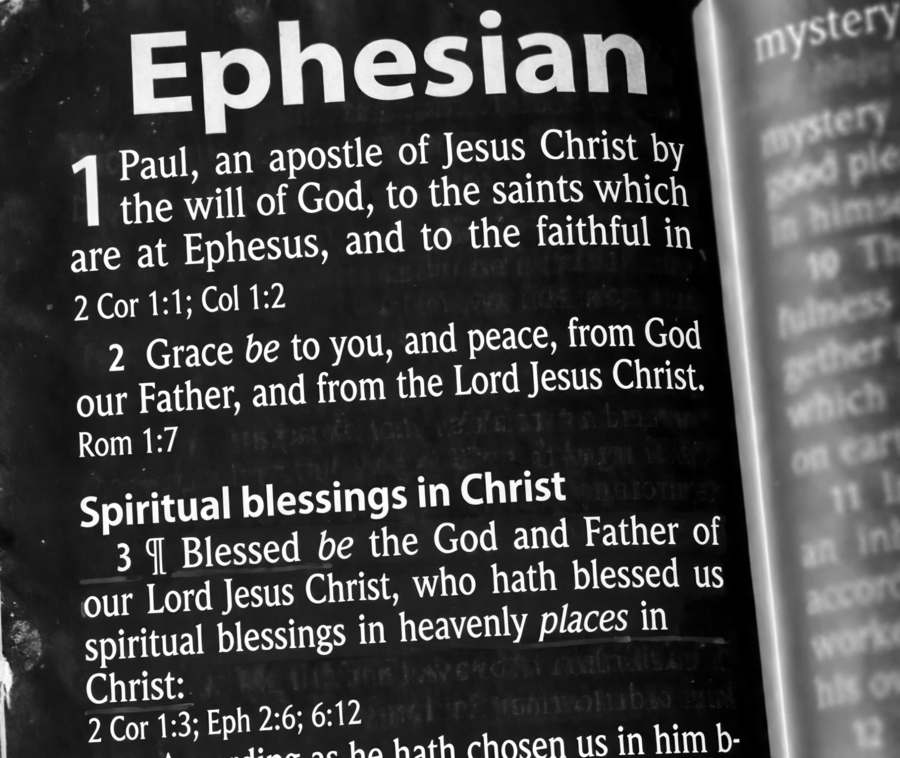 Ephesian
1 Paul, an apostle of Jesus Christ by
the will of God, to the saints which
are at Ephesus, and to the faithful in
2 Cor 1:1; Col 1:2
2 Grace be to you, and peace, from God
our Father, and from the Lord Jesus Christ.
Rom 1:7
Spiritual blessings in Christ
3 ¶ Blessed be the God and Father of
our Lord Jesus Christ, who hath blessed us
spiritual blessings in heavenly places in
Christ:
2 Cor 1:3; Eph 2:6; 6:12
as he hath chosen us in him b-
mystery
mystery
good
10
fulness
which
11
12